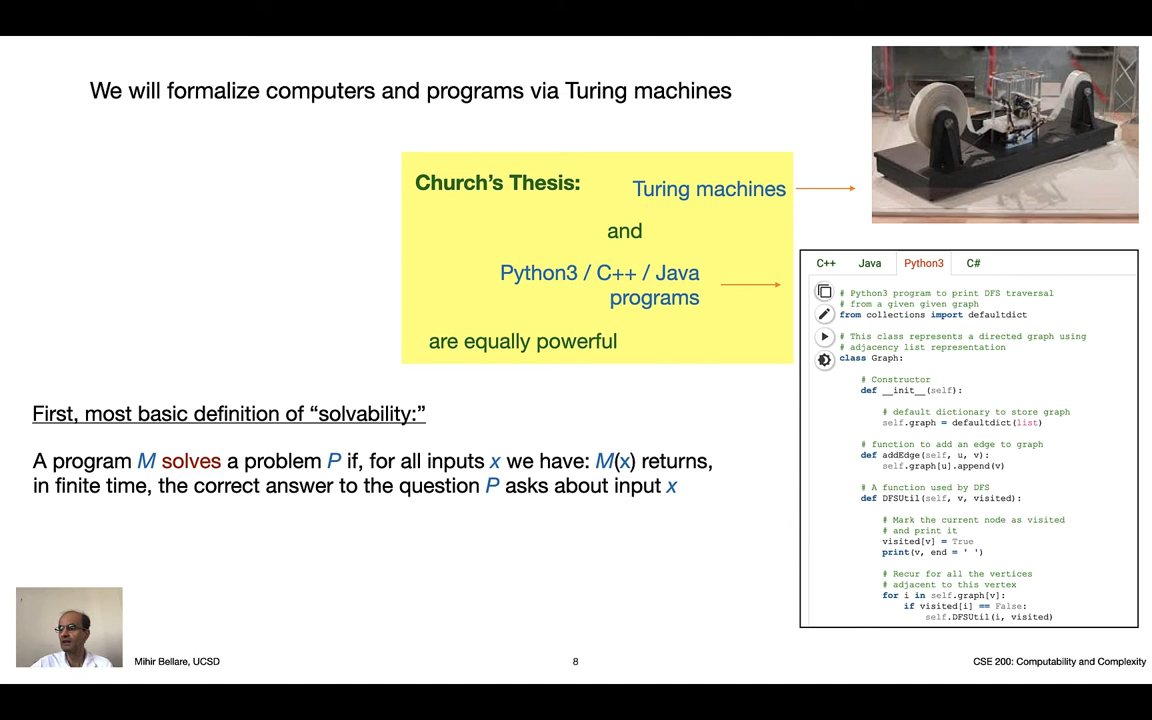 We will formalize computers and programs via Turing machines
Church’s Thesis:
Turing machines
and
Python3 / C++ / Java
programs
are equally powerful
First, most basic definition of “solvability:”
A program M solves a problem P if, for all inputs x we have: M(x) returns,
in finite time, the correct answer to the question P asks about input x
C++ Java Python3 C#
# Python3 program to print DFS traversal
# from a given given graph
from collections import defaultdict
# This class represents a directed graph using
# adjacency list representation
class Graph:
# Constructor
def __init__(self):
# default dictionary to store graph
self.graph = defaultdict(list)
# function to add an edge to graph
def addEdge(self, u, v):
self.graph[u].append(v)
# A function used by DFS
def DFSUtil(self, v, visited):
# Mark the current node as visited
# and print it
visited[v] = True
print(v, end = ' ')
# Recur for all the vertices
# adjacent to this vertex
for i in self.graph[v]:
if visited[i] == False:
self.DFSUtil(i, visited)
Mihir Bellare, UCSD
8
CSE 200: Computability and Complexity